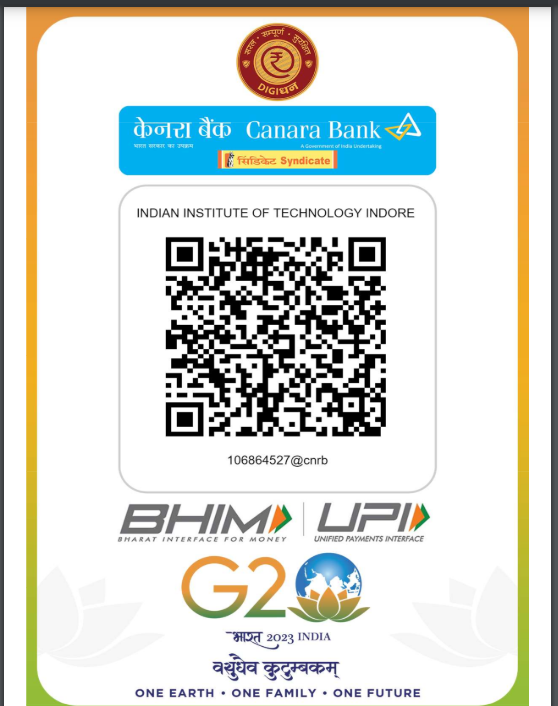 सरल • सम्पूर्ण • सुरक्षित
DIGIधन
केनरा बैंक Canara Bank
भारत सरकार का उपक्रम A Government of India Undertaking
सिंडिकेट Syndicate
INDIAN INSTITUTE OF TECHNOLOGY INDORE
106864527@cnrb
BHIM UPI
BHARAT INTERFACE FOR MONEY UNIFIED PAYMENTS INTERFACE
G20
भारत 2023 INDIA
वसुधैव कुटुम्बकम्
ONE EARTH • ONE FAMILY • ONE FUTURE